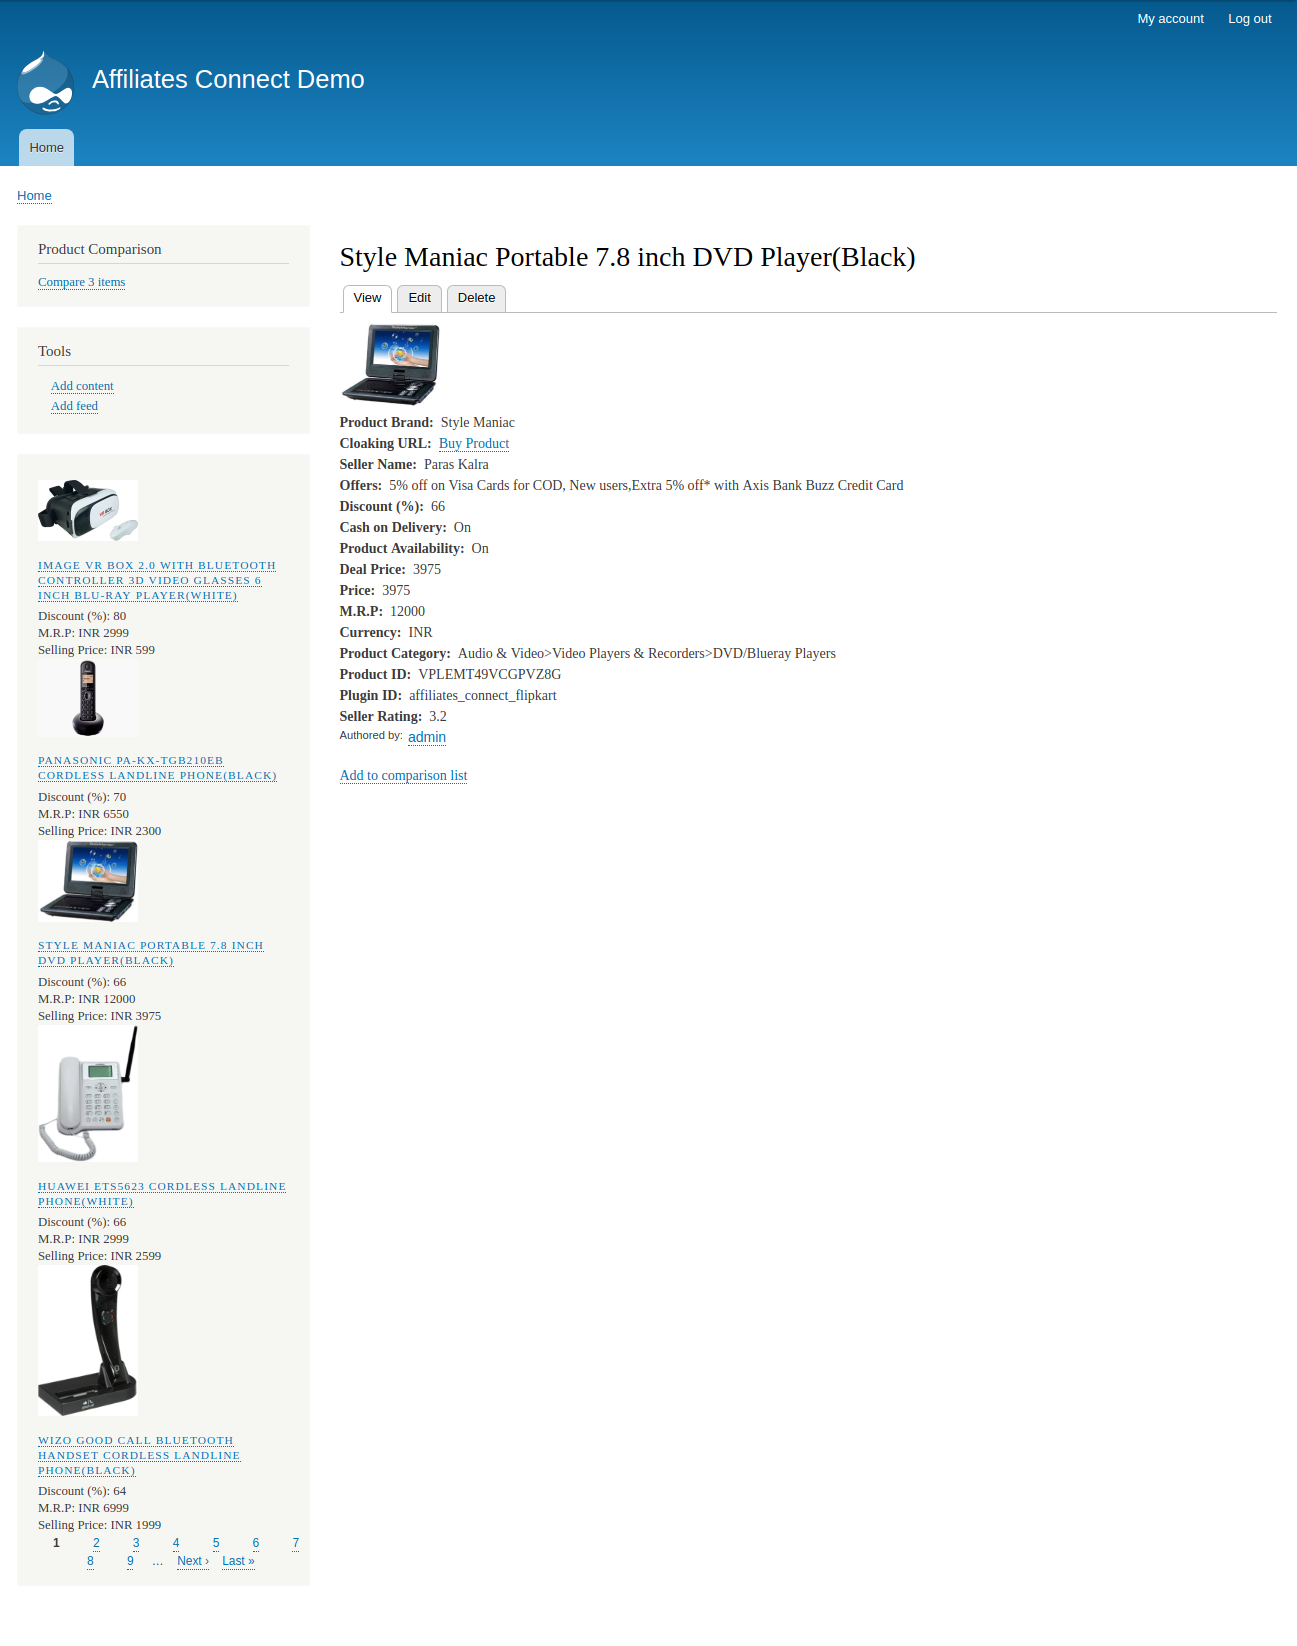 My account Log out
Affiliates Connect Demo
Home
Home
Product Comparison
Compare 3 items
Tools
Add content
Add feed
IMAGE VR BOX 2.0 WITH BLUETOOTH
CONTROLLER 3D VIDEO GLASSES 6
INCH BLU-RAY PLAYER(WHITE)
Discount (%): 80
M.R.P: INR 2999
Selling Price: INR 599
PANASONIC PA-KX-TGB210EB
CORDLESS LANDLINE PHONE(BLACK)
Discount (%): 70
M.R.P: INR 6550
Selling Price: INR 2300
STYLE MANIAC PORTABLE 7.8 INCH
DVD PLAYER(BLACK)
Discount (%): 66
M.R.P: INR 12000
Selling Price: INR 3975
HUAWEI ETS5623 CORDLESS LANDLINE
PHONE(WHITE)
Discount (%): 66
M.R.P: INR 2999
Selling Price: INR 2599
WIZO GOOD CALL BLUETOOTH
HANDSET CORDLESS LANDLINE
PHONE(BLACK)
Discount (%): 64
M.R.P: INR 6999
Selling Price: INR 1999
1 2 3 4 5 6 7
8 9 … Next › Last »
Style Maniac Portable 7.8 inch DVD Player(Black)
View Edit Delete
Product Brand: Style Maniac
Cloaking URL: Buy Product
Seller Name: Paras Kalra
Offers: 5% off on Visa Cards for COD, New users,Extra 5% off* with Axis Bank Buzz Credit Card
Discount (%): 66
Cash on Delivery: On
Product Availability: On
Deal Price: 3975
Price: 3975
M.R.P: 12000
Currency: INR
Product Category: Audio & Video>Video Players & Recorders>DVD/Blueray Players
Product ID: VPLEMT49VCGPVZ8G
Plugin ID: affiliates_connect_flipkart
Seller Rating: 3.2
Authored by: admin
Add to comparison list